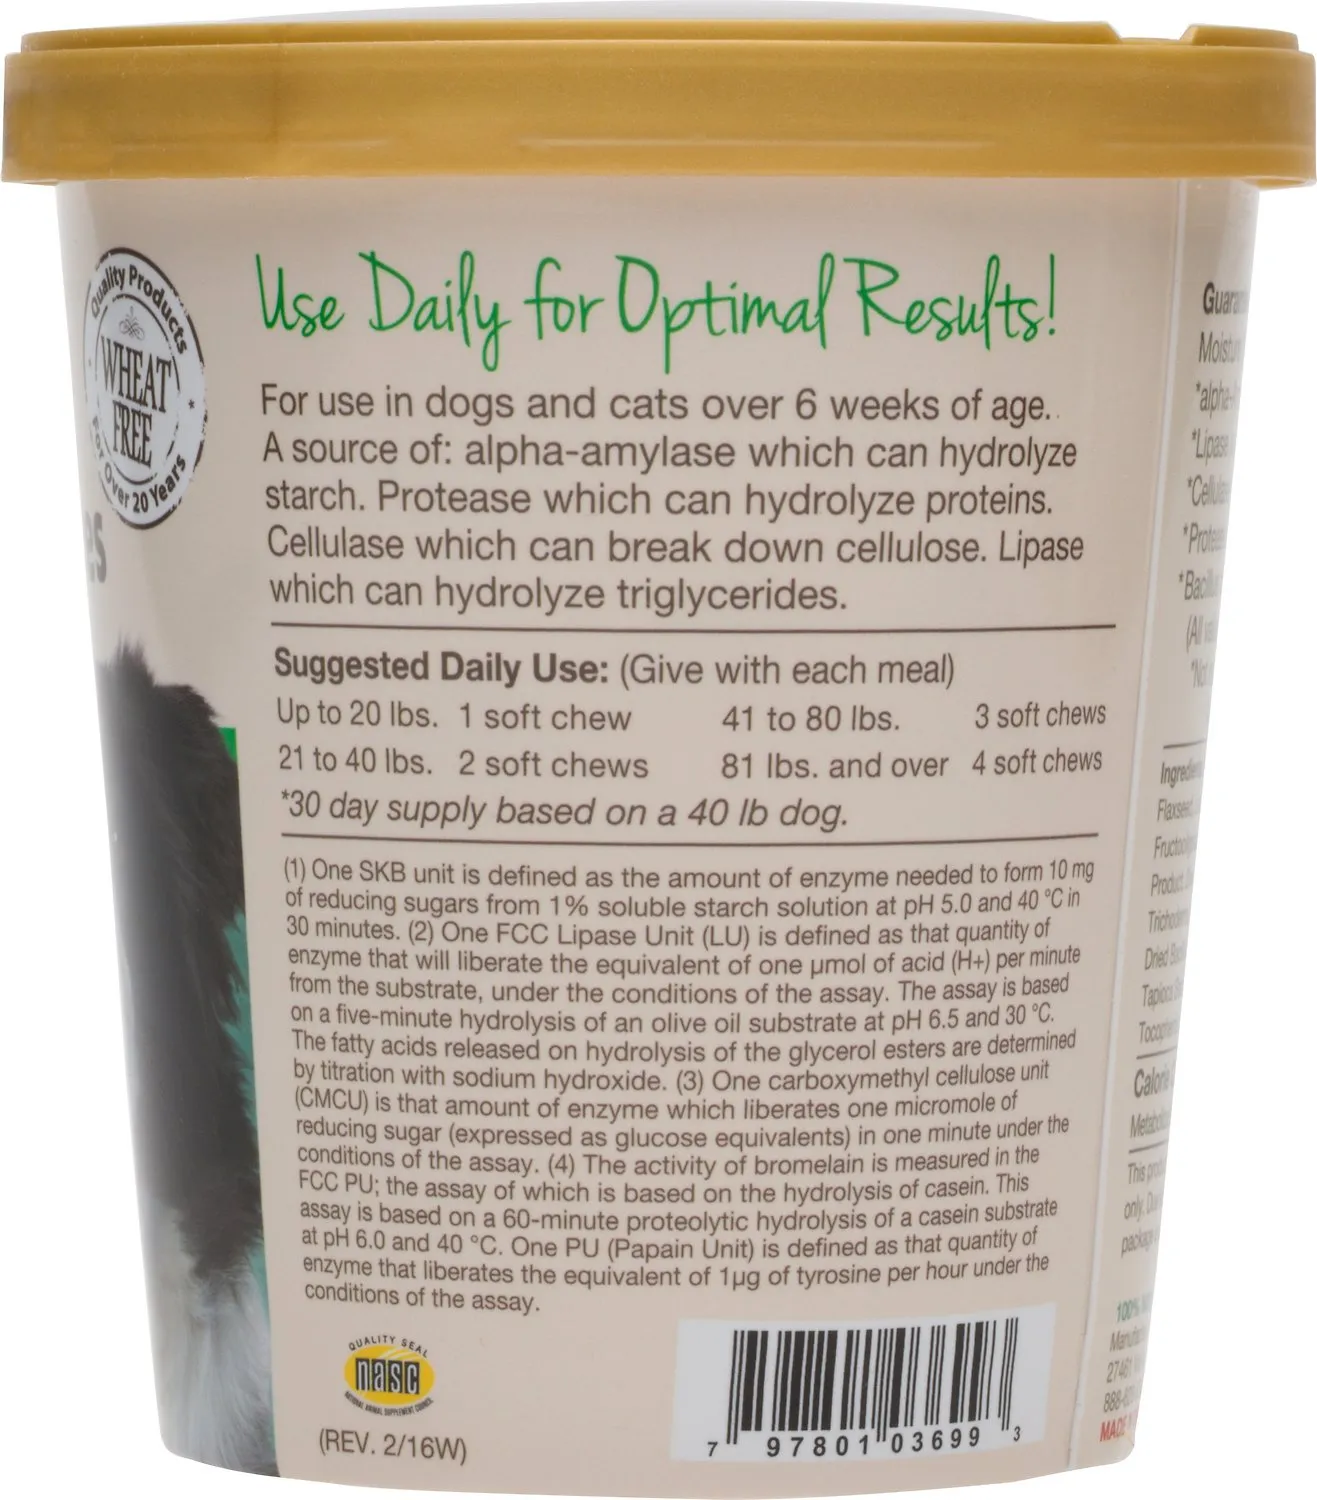 Quality Products
WHEAT
FREE
For Over 20 Years
es
Use Daily for Optimal Results!
For use in dogs and cats over 6 weeks of age.
A source of: alpha-amylase which can hydrolyze
starch. Protease which can hydrolyze proteins.
Cellulase which can break down cellulose. Lipase
which can hydrolyze triglycerides.
Suggested Daily Use: (Give with each meal)
Up to 20 lbs. 1 soft chew 41 to 80 lbs. 3 soft chews
21 to 40 lbs. 2 soft chews 81 lbs. and over 4 soft chews
*30 day supply based on a 40 lb dog.
(1) One SKB unit is defined as the amount of enzyme needed to form 10 mg
of reducing sugars from 1% soluble starch solution at pH 5.0 and 40 °C in
30 minutes. (2) One FCC Lipase Unit (LU) is defined as that quantity of
enzyme that will liberate the equivalent of one µmol of acid (H+) per minute
from the substrate, under the conditions of the assay. The assay is based
on a five-minute hydrolysis of an olive oil substrate at pH 6.5 and 30 °C.
The fatty acids released on hydrolysis of the glycerol esters are determined
by titration with sodium hydroxide. (3) One carboxymethyl cellulose unit
(CMCU) is that amount of enzyme which liberates one micromole of
reducing sugar (expressed as glucose equivalents) in one minute under the
conditions of the assay. (4) The activity of bromelain is measured in the
FCC PU; the assay of which is based on the hydrolysis of casein. This
assay is based on a 60-minute proteolytic hydrolysis of a casein substrate
at pH 6.0 and 40 °C. One PU (Papain Unit) is defined as that quantity of
enzyme that liberates the equivalent of 1µg of tyrosine per hour under the
conditions of the assay.
QUALITY SEAL
nasc
NATIONAL ANIMAL SUPPLEMENT COUNCIL
(REV. 2/16W)
7 97801 03699 3
*Lipase
(All
100%
MADE